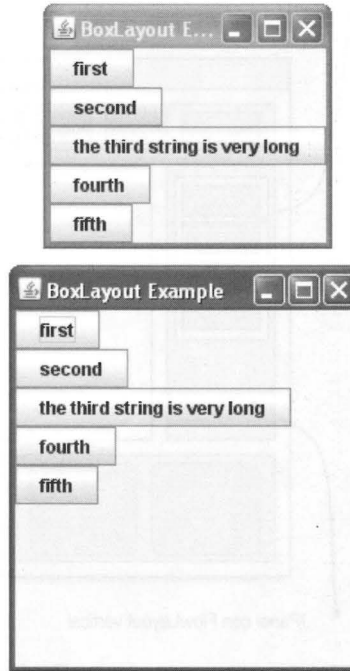 BoxLayout E...
first
second
the third string is very long
fourth
fifth
BoxLayout Example
first
second
the third string is very long
fourth
fifth